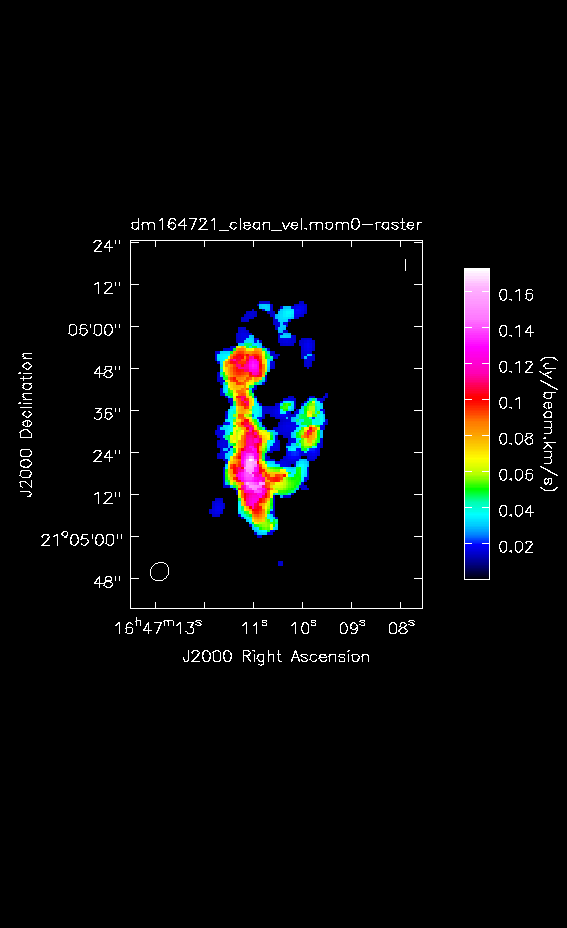 dm164721_clean_vel.mom0-raster
24"
12"
06'00"
48"
36"
24"
12"
21°05'00"
48"
J2000 Declination
16ʰ47ᵐ13ˢ
11ˢ
10ˢ
09ˢ
08ˢ
J2000 Right Ascension
I
0.16
0.14
0.12
0.1
0.08
0.06
0.04
0.02
(Jy/beam.km/s)